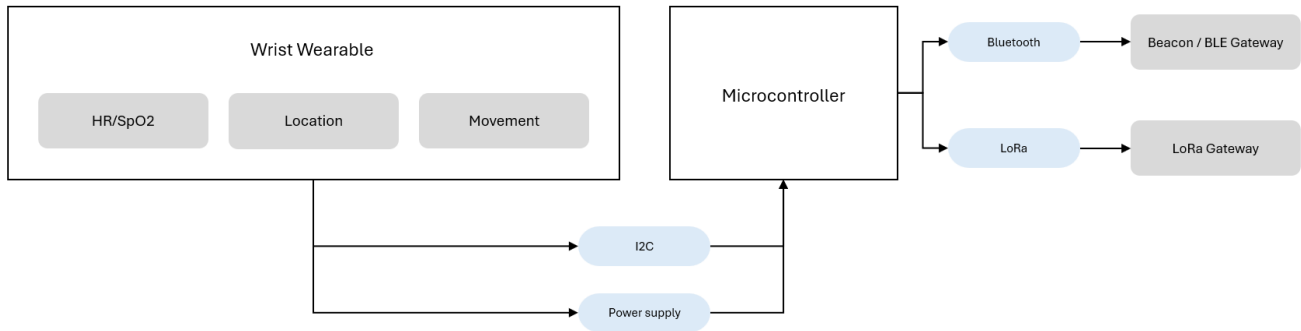 Wrist Wearable
HR/SpO2
Location
Movement
Microcontroller
Bluetooth
Beacon / BLE Gateway
LoRa
LoRa Gateway
I2C
Power supply